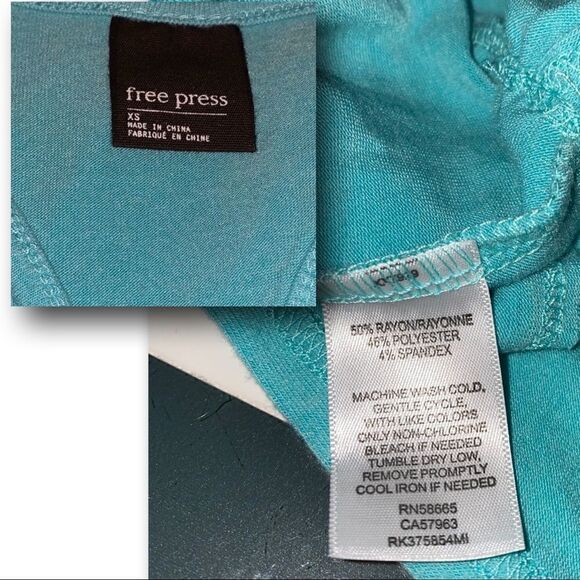 free press
XS
MADE IN CHINA
FABRIQUÉ EN CHINE
50% RAYON/RAYONNE
46% POLYESTER
4% SPANDEX
MACHINE WASH COLD,
GENTLE CYCLE,
WITH LIKE COLORS
ONLY NON-CHLORINE
BLEACH IF NEEDED
TUMBLE DRY LOW,
REMOVE PROMPTLY
COOL IRON IF NEEDED
RN58665
CA57963
RK375854MI